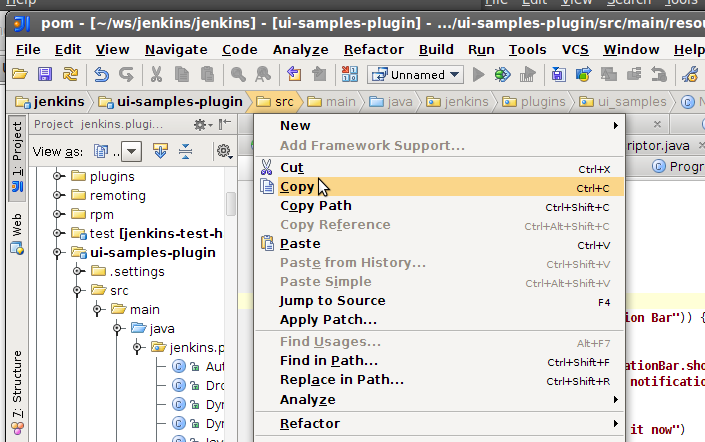 Help
Tools Search Help
pom - [~/ws/jenkins/jenkins] - [ui-samples-plugin] - .../ui-samples-plugin/src/main/resou
File Edit View Navigate Code Analyze Refactor Build Run Tools VCS Window Help
Unnamed
jenkins ui-samples-plugin src main java jenkins plugins ui_samples
Project jenkins.plugi...
View as: ..
1: Project
Web
7: Structure
plugins
remoting
rpm
test [jenkins-test-h
ui-samples-plugin
.settings
src
main
java
jenkins.p
Au
Dro
Dyr
Dyr
New
Add Framework Support...
Cut Ctrl+X
Copy Ctrl+C
Copy Path Ctrl+Shift+C
Copy Reference Ctrl+Alt+Shift+C
Paste Ctrl+V
Paste from History... Ctrl+Shift+V
Paste Simple Ctrl+Alt+Shift+V
Jump to Source F4
Apply Patch...
Find Usages... Alt+F7
Find in Path... Ctrl+Shift+F
Replace in Path... Ctrl+Shift+R
Analyze
Refactor
riptor.java
Progr
ion Bar")) {
ationBar.sho
notificatio
it now")